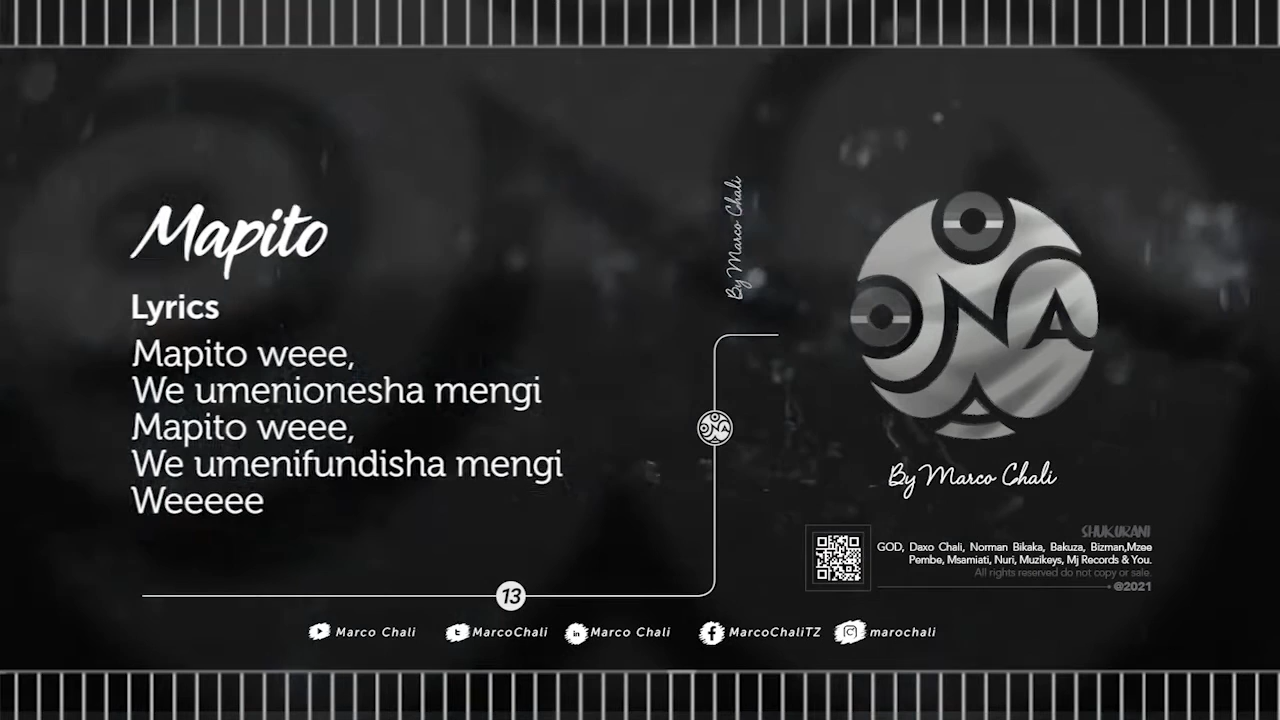 Mapito
Lyrics
Mapito weee,
We umenionesha mengi
Mapito weee,
We umenifundisha mengi
Weeeee
13
By Marco Chali
ONA
ONA
By Marco Chali
SHUKURANI
GOD, Daxo Chali, Norman Bikaka, Bakuza, Bizman,Mzee
Pembe, Msamiati, Nuri, Muzikeys, Mj Records & You.
All rights reserved do not copy or sale.
@2021
Marco Chali
MarcoChali
Marco Chali
MarcoChaliTZ
marochali